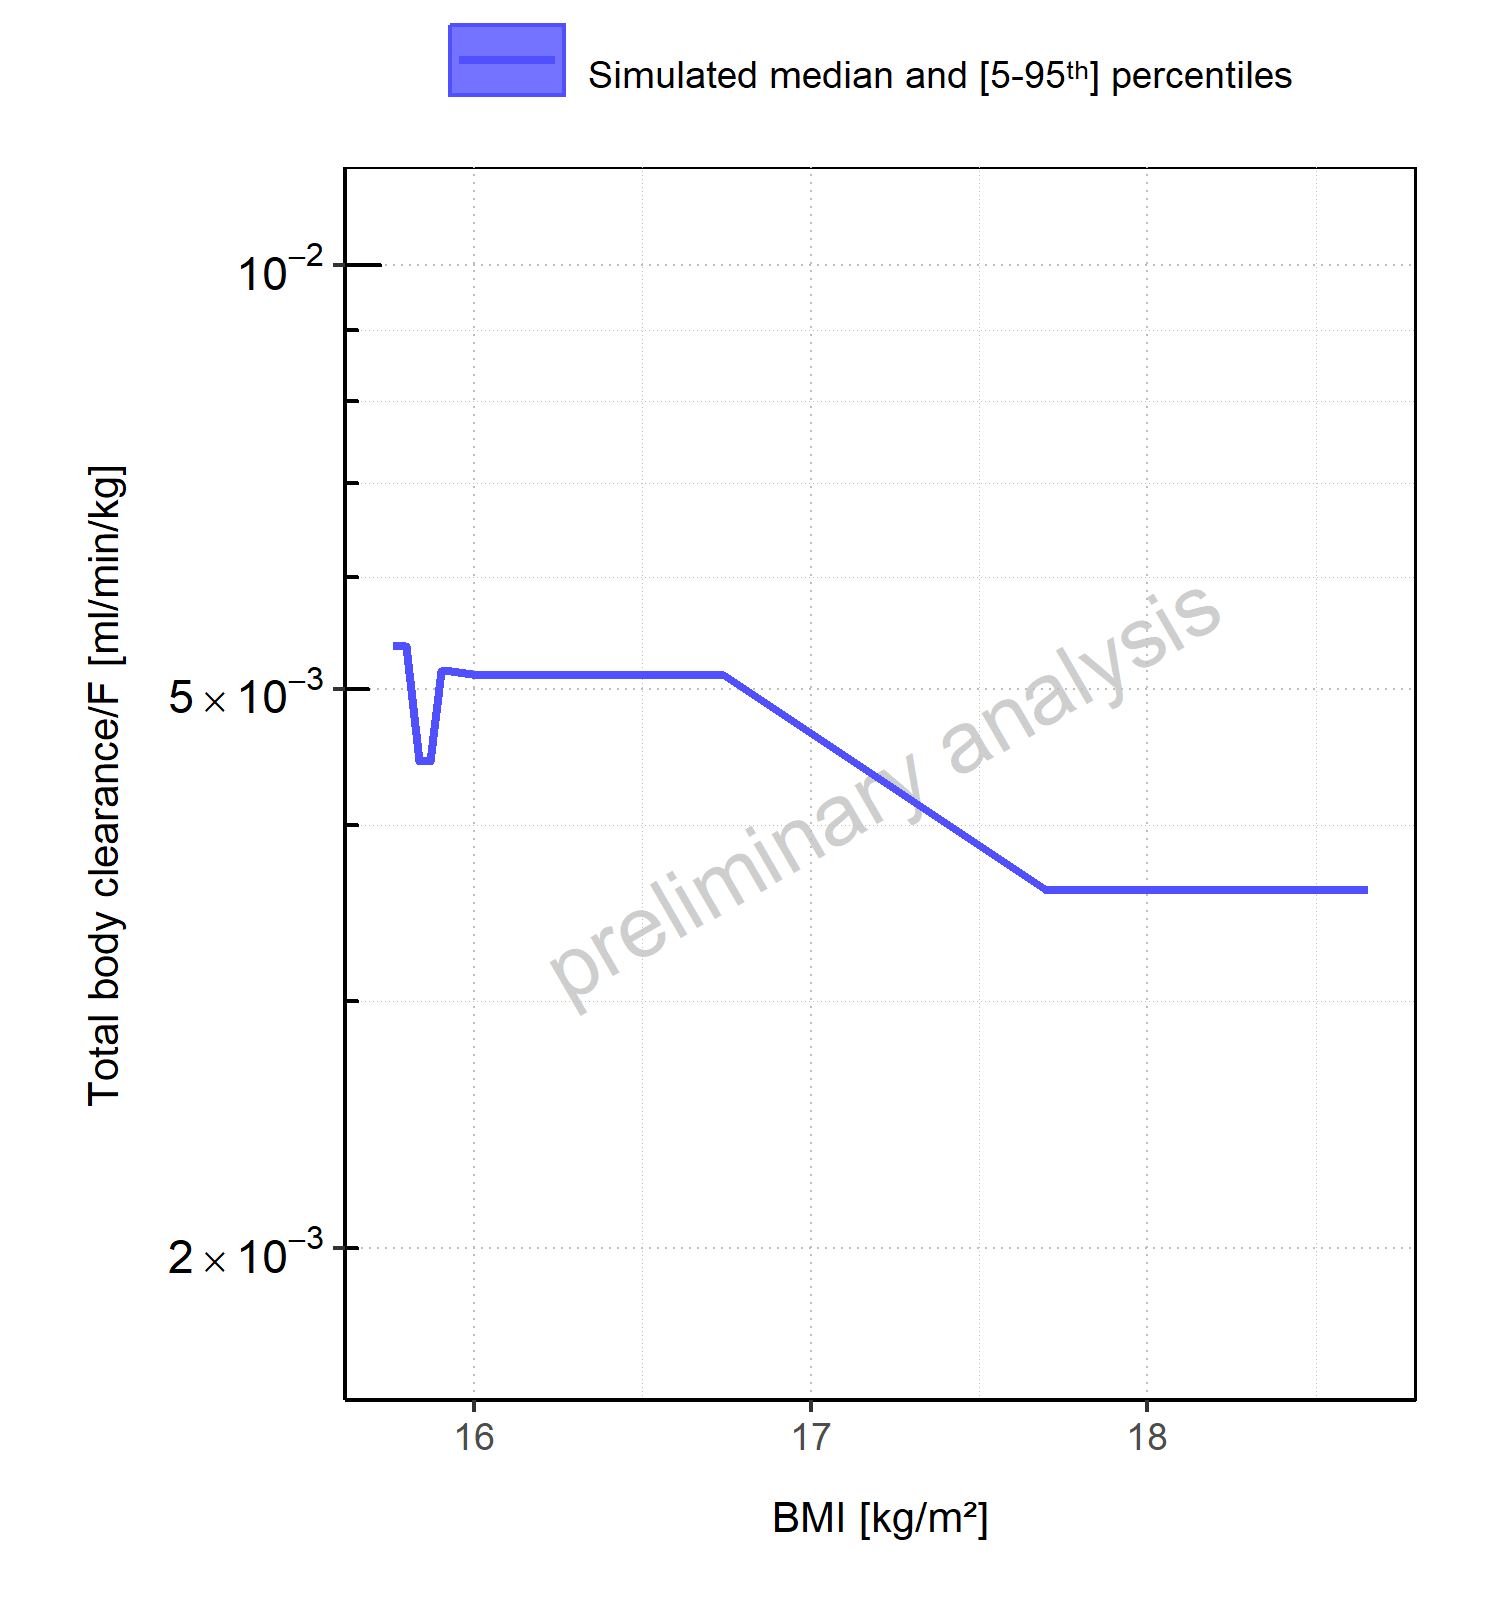 Simulated median and [5-95th] percentiles
10−2
5 × 10−3
2 × 10−3
Total body clearance/F [ml/min/kg]
preliminary analysis
16 17 18
BMI [kg/m²]